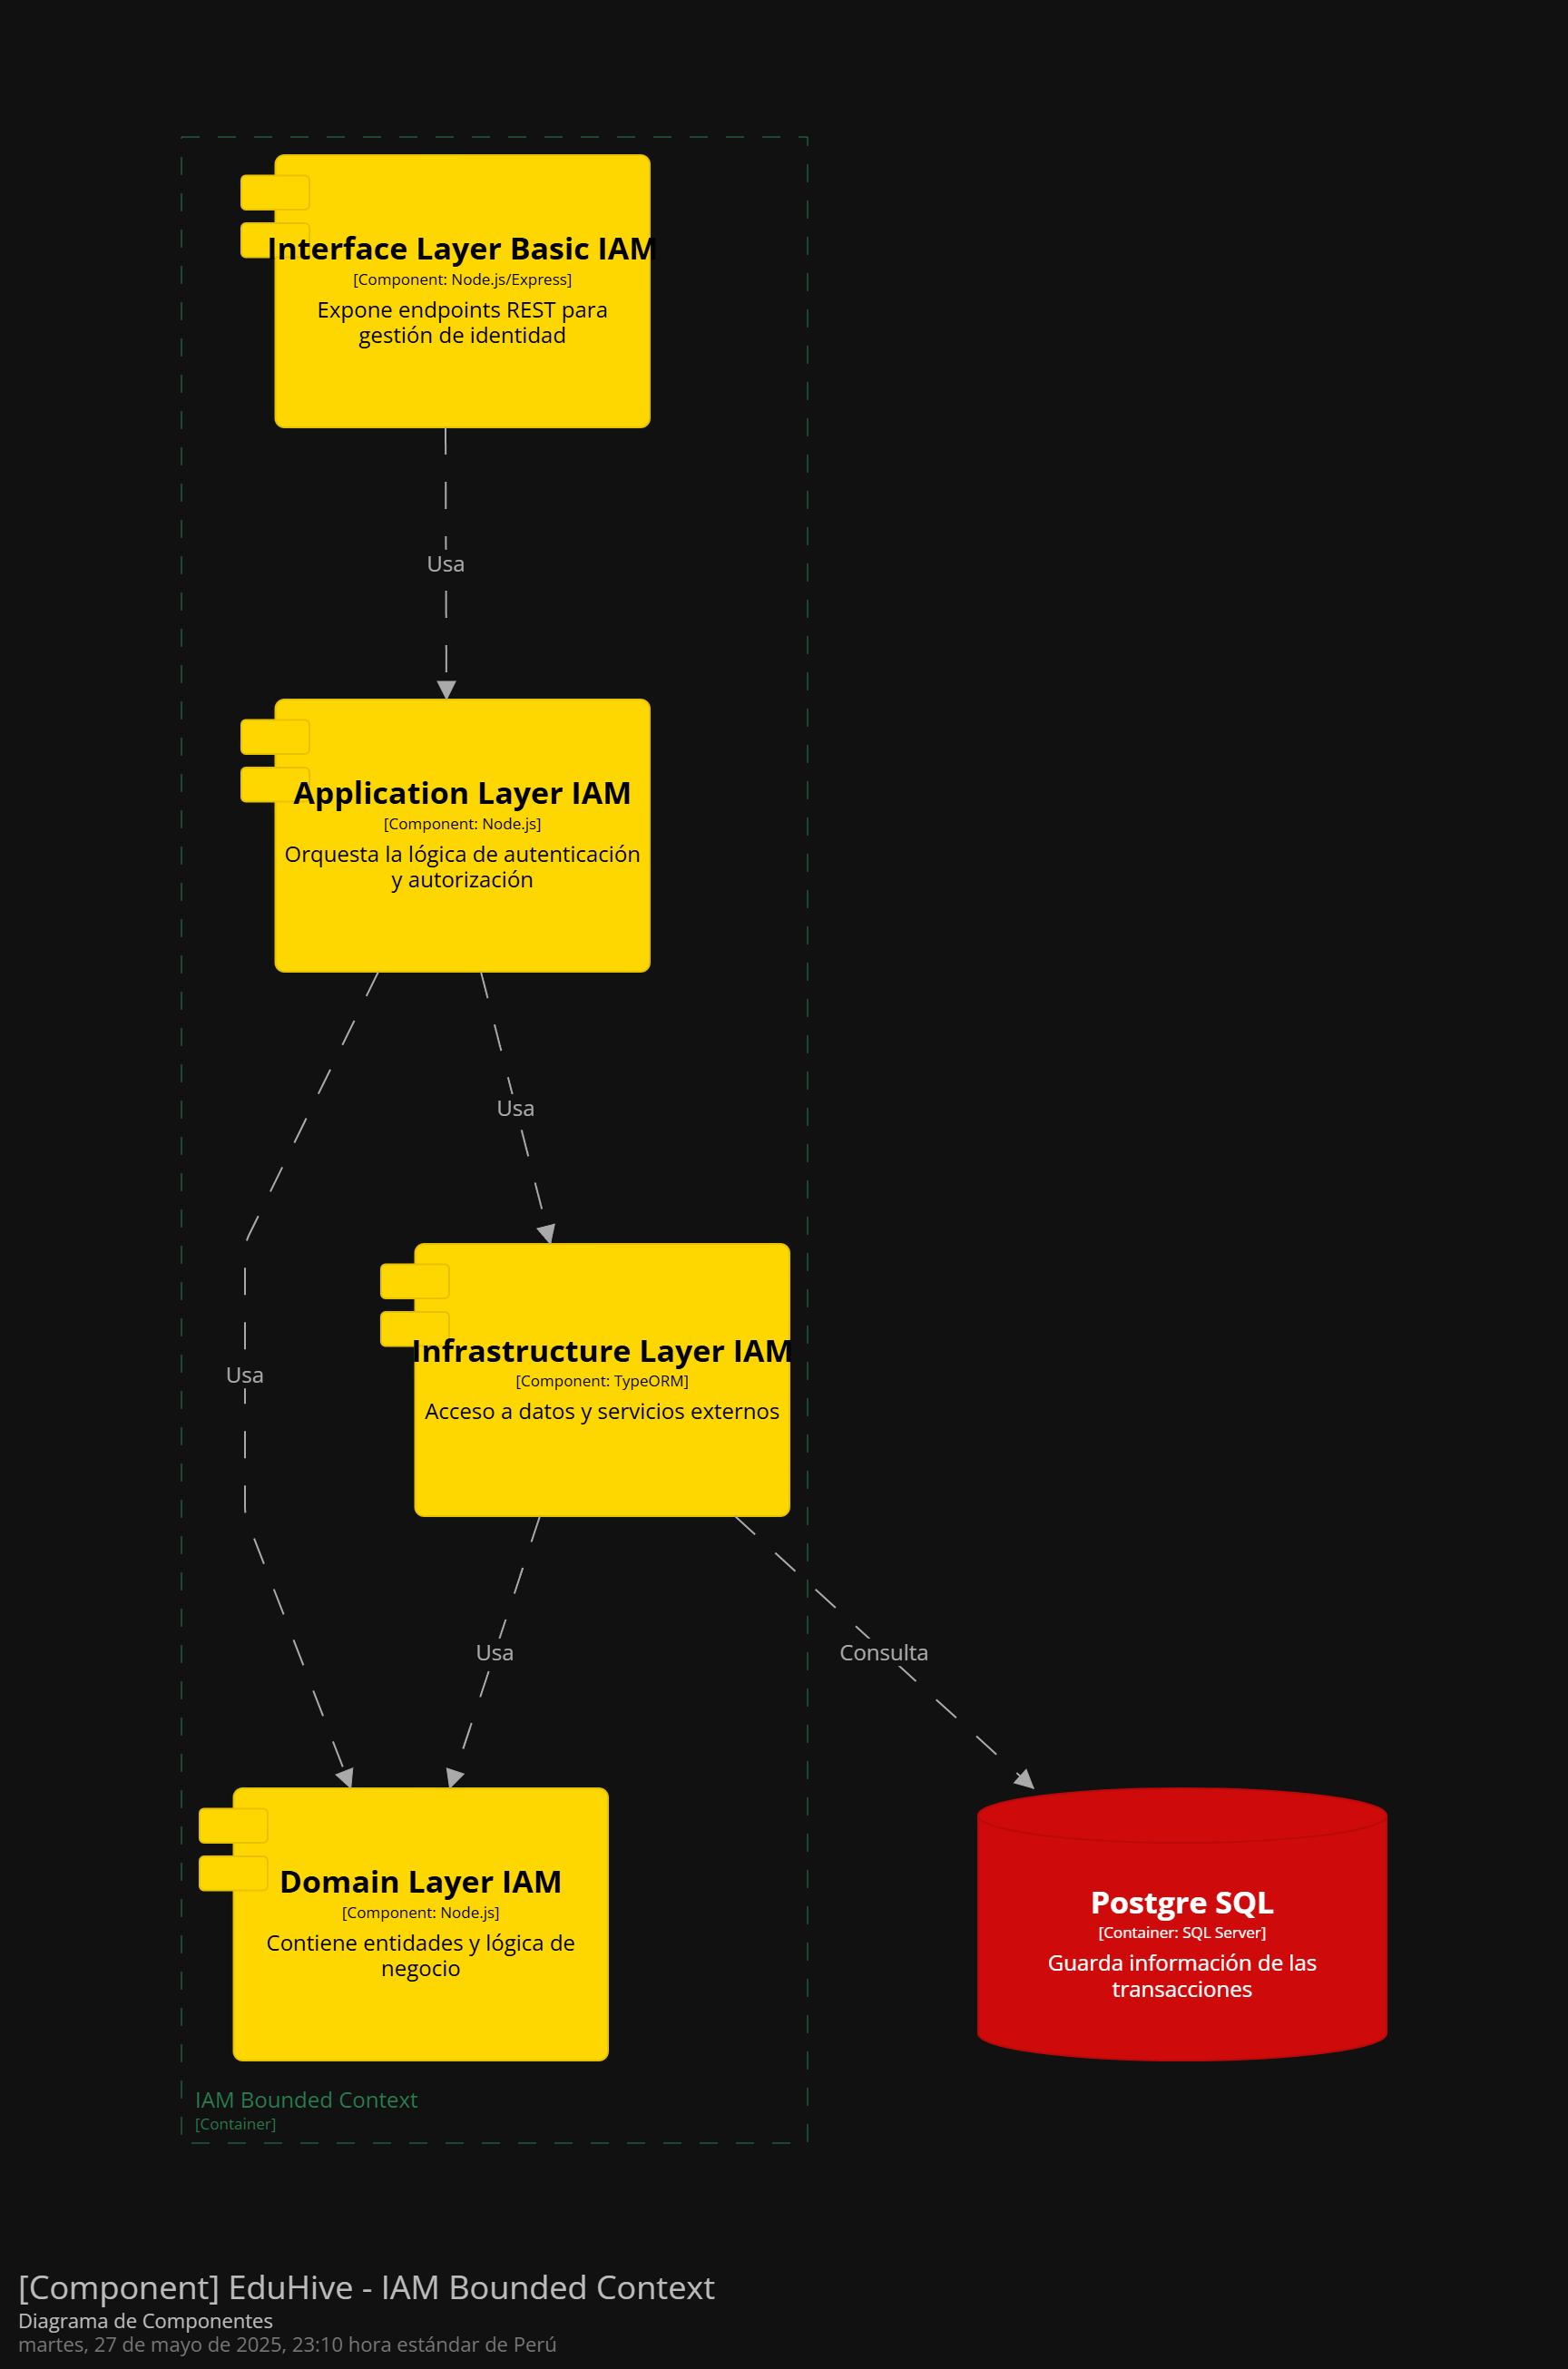 Interface Layer Basic IAM
[Component: Node.js/Express]
Expone endpoints REST para
gestión de identidad
Usa
Application Layer IAM
[Component: Node.js]
Orquesta la lógica de autenticación
y autorización
Usa
Infrastructure Layer IAM
[Component: TypeORM]
Acceso a datos y servicios externos
Usa
Usa
Consulta
Domain Layer IAM
[Component: Node.js]
Contiene entidades y lógica de
negocio
Postgre SQL
[Container: SQL Server]
Guarda información de las
transacciones
IAM Bounded Context
[Container]
[Component] EduHive - IAM Bounded Context
Diagrama de Componentes
martes, 27 de mayo de 2025, 23:10 hora estándar de Perú